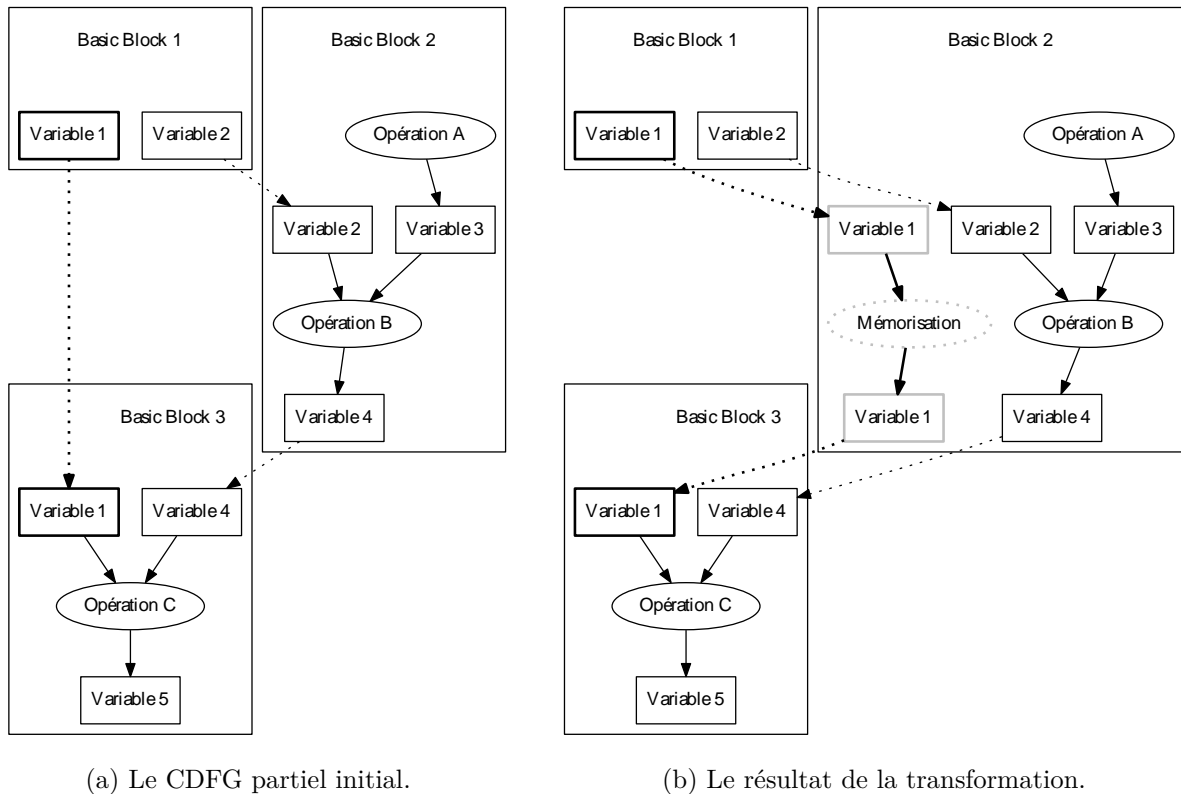 Basic Block 1
Basic Block 2
Variable 1
Variable 2
Opération A
Variable 2
Variable 3
Opération B
Basic Block 3
Variable 4
Variable 1
Variable 4
Opération C
Variable 5
(a) Le CDFG partiel initial.
Basic Block 1
Basic Block 2
Variable 1
Variable 2
Opération A
Variable 1
Variable 2
Variable 3
Mémorisation
Opération B
Basic Block 3
Variable 1
Variable 4
Variable 1
Variable 4
Opération C
Variable 5
(b) Le résultat de la transformation.